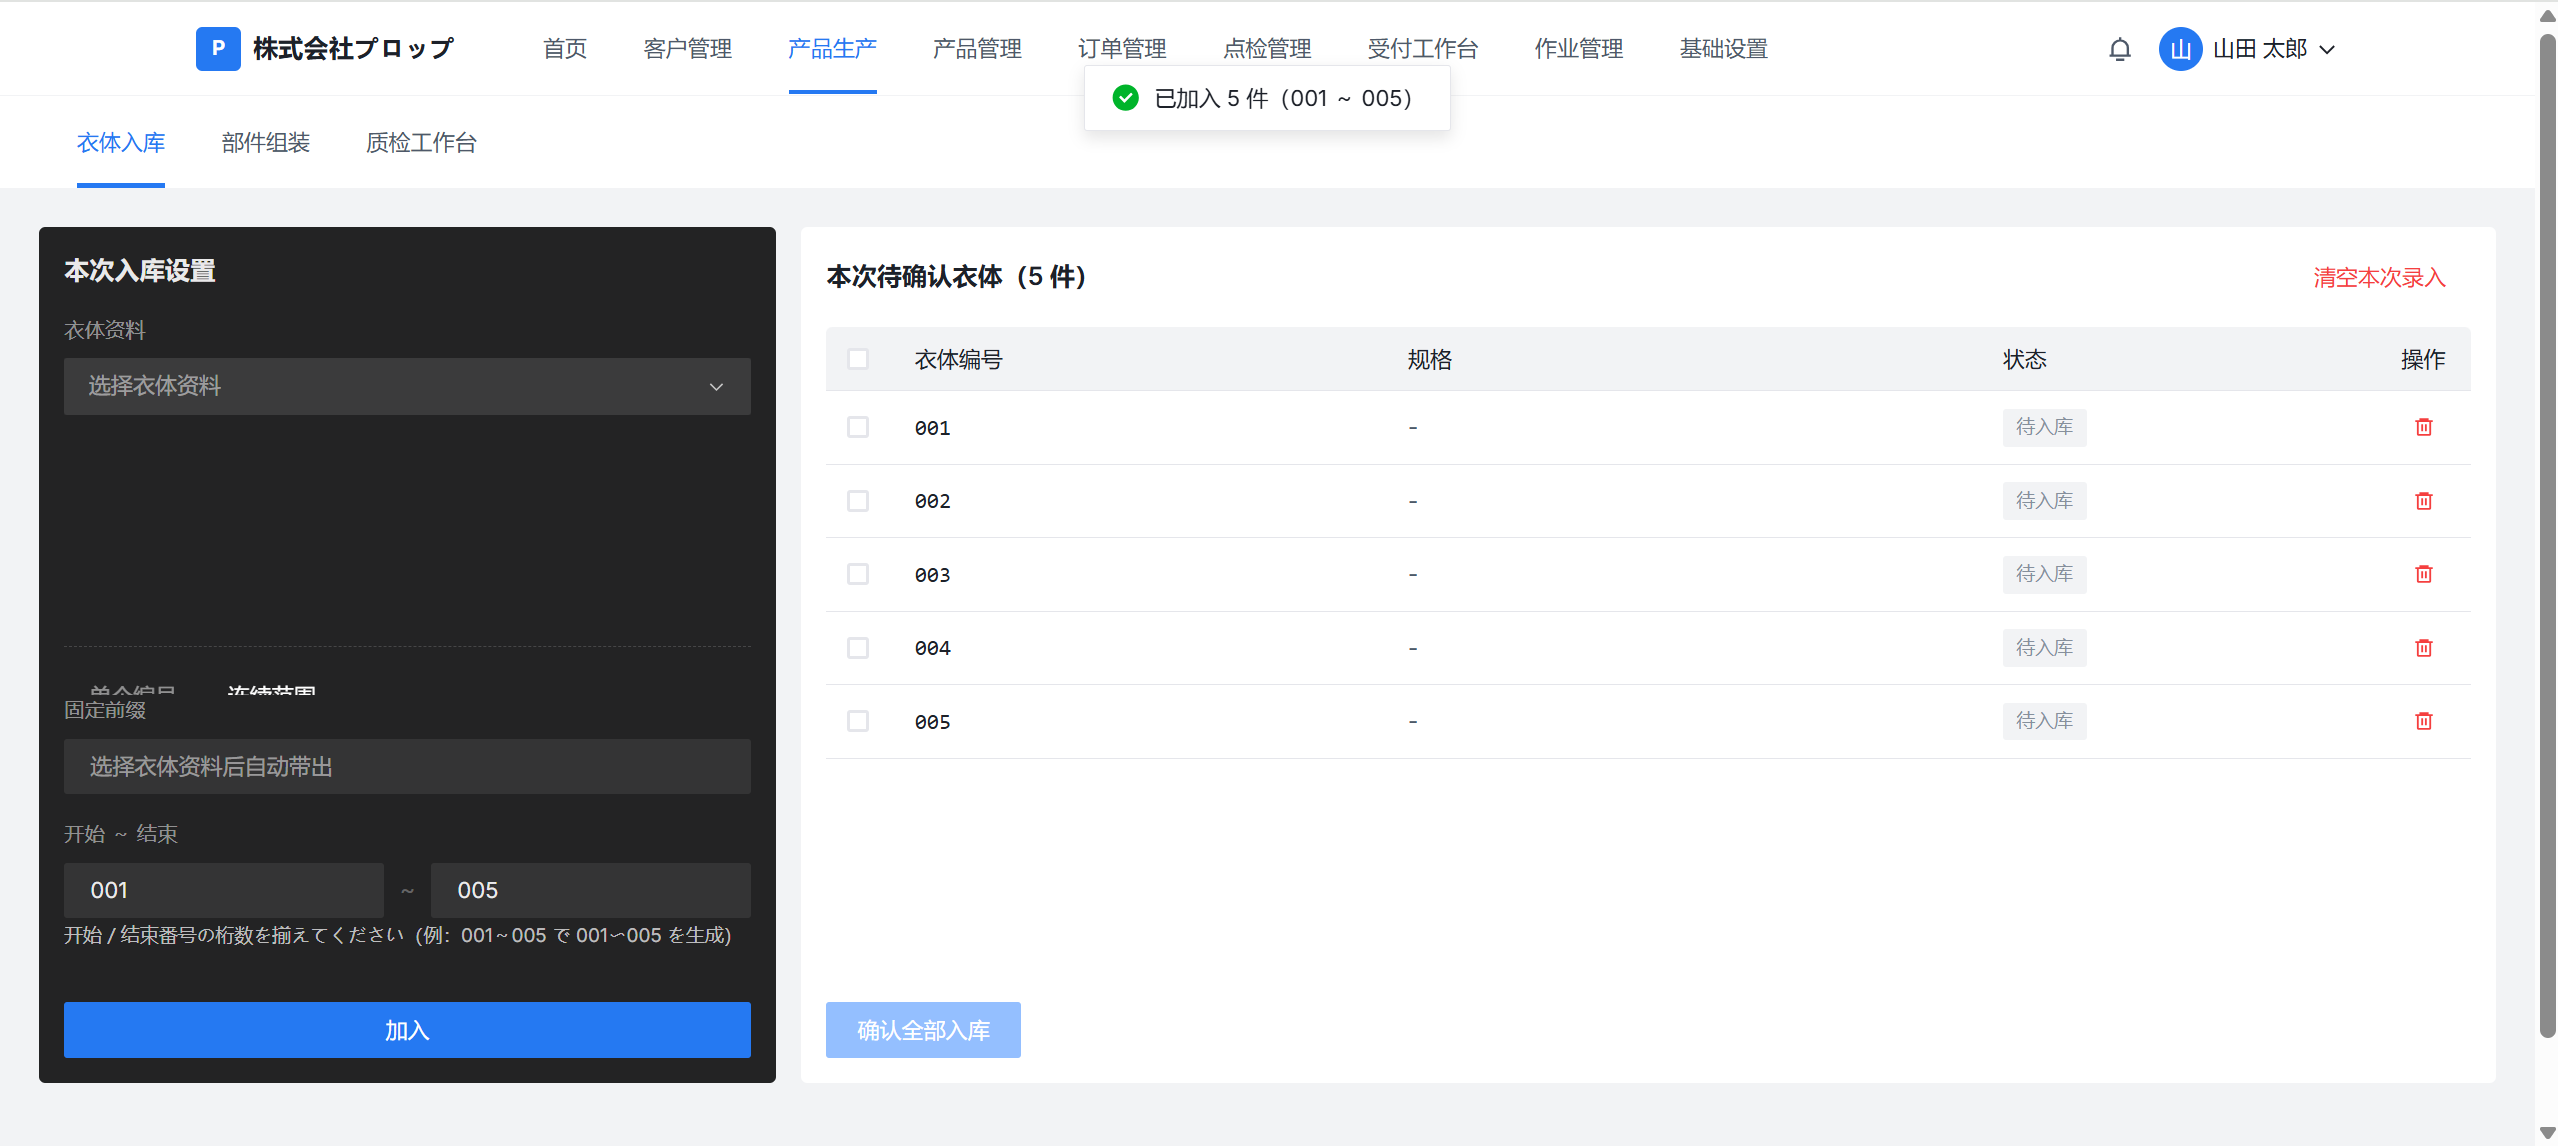 P 株式会社プロップ 首页 客户管理 产品生产 产品管理 订单管理 点检管理 受付工作台 作业管理 基础设置 山 山田 太郎
已加入 5 件（001 ~ 005）
衣体入库 部件组装 质检工作台
本次入库设置
衣体资料
选择衣体资料
单个编号 连续范围
固定前缀
选择衣体资料后自动带出
开始 ~ 结束
001 ~ 005
开始 / 结束番号の桁数を揃えてください（例：001~005 で 001〜005 を生成）
加入
本次待确认衣体（5 件） 清空本次录入
衣体编号 规格 状态 操作
001 - 待入库
002 - 待入库
003 - 待入库
004 - 待入库
005 - 待入库
确认全部入库